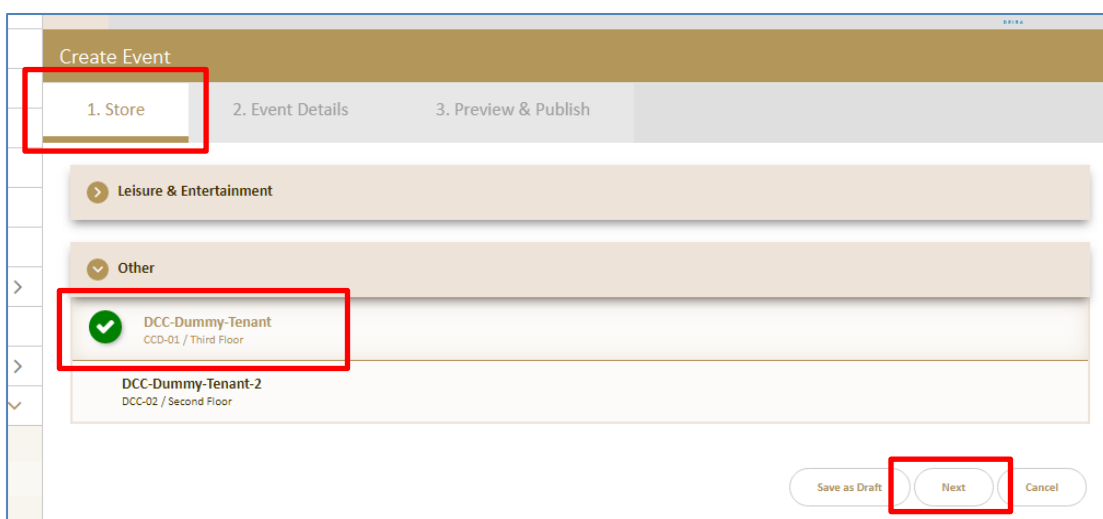 DEIRA
Create Event
1. Store 2. Event Details 3. Preview & Publish
Leisure & Entertainment
Other
DCC-Dummy-Tenant
CCD-01 / Third Floor
DCC-Dummy-Tenant-2
DCC-02 / Second Floor
Save as Draft Next Cancel